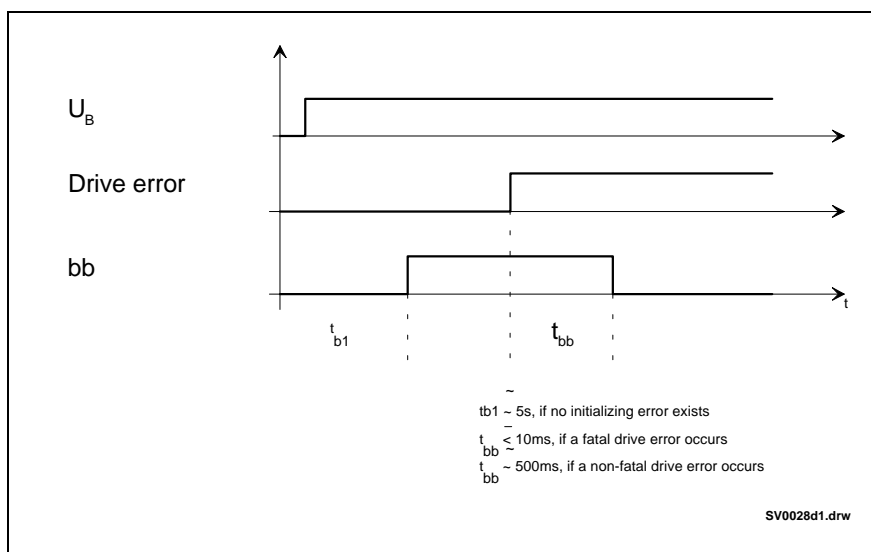 U_B
Drive error
bb
t
t_b1
t_bb
tb1 ≈ 5s, if no initializing error exists
t_bb ≤ 10ms, if a fatal drive error occurs
t_bb ≈ 500ms, if a non-fatal drive error occurs
SV0028d1.drw